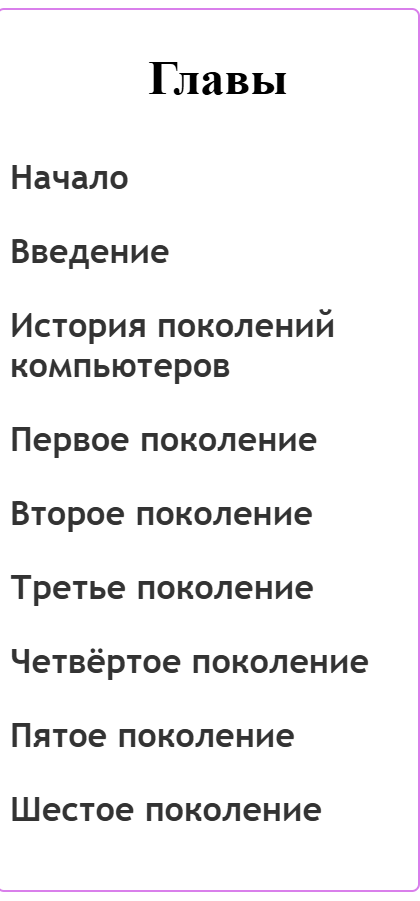 Главы
Начало
Введение
История поколений
компьютеров
Первое поколение
Второе поколение
Третье поколение
Четвёртое поколение
Пятое поколение
Шестое поколение